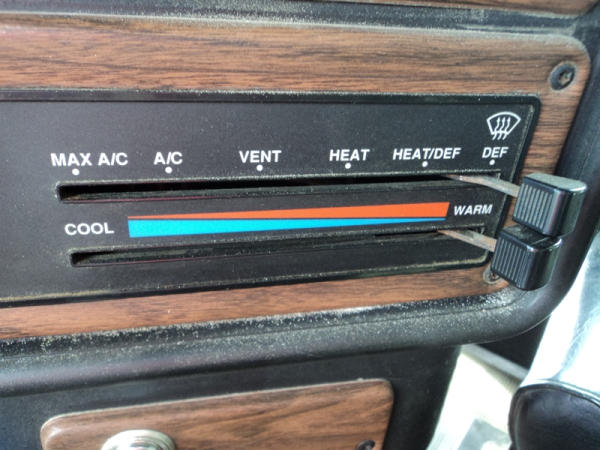 MAX A/C A/C VENT HEAT HEAT/DEF DEF
COOL WARM